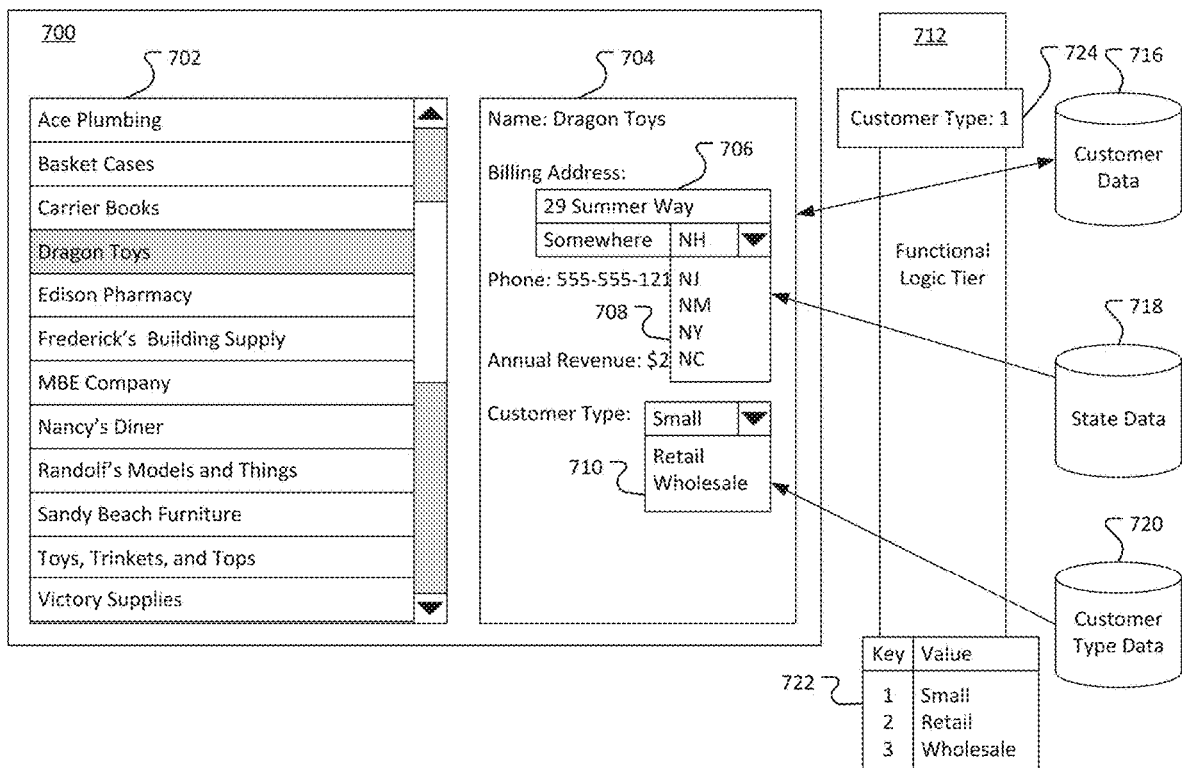 700
702
Ace Plumbing
Basket Cases
Carrier Books
Dragon Toys
Edison Pharmacy
Frederick's Building Supply
MBE Company
Nancy's Diner
Randolf's Models and Things
Sandy Beach Furniture
Toys, Trinkets, and Tops
Victory Supplies
704
Name: Dragon Toys
706
Billing Address:
29 Summer Way
Somewhere NH
Phone: 555-555-121 NJ
NM
708 NY
Annual Revenue: $2 NC
Customer Type: Small
710 Retail
Wholesale
712
724
Customer Type: 1
Functional
Logic Tier
716
Customer
Data
718
State Data
720
Customer
Type Data
722
Key Value
1 Small
2 Retail
3 Wholesale